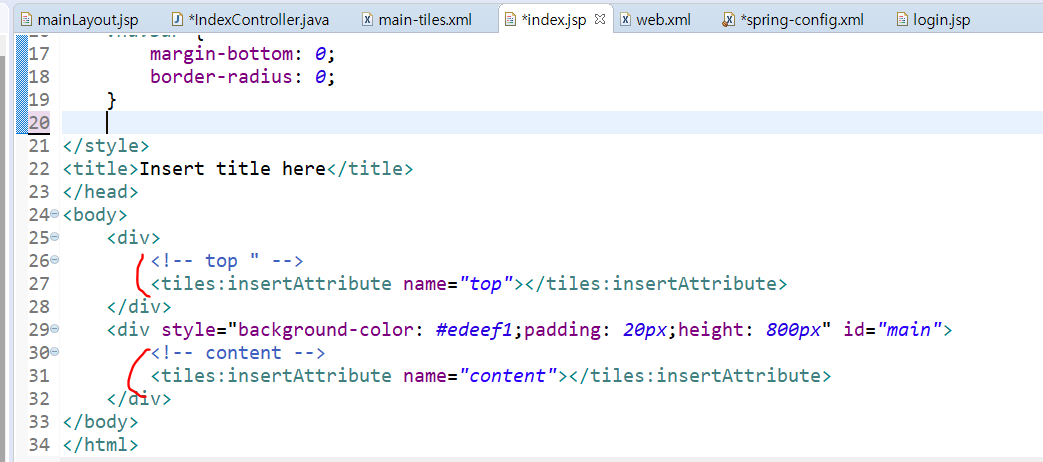 mainLayout.jsp *IndexController.java main-tiles.xml *index.jsp web.xml *spring-config.xml login.jsp
17 margin-bottom: 0;
18 border-radius: 0;
19 }
20
21 </style>
22 <title>Insert title here</title>
23 </head>
24 <body>
25 <div>
26 <!-- top " -->
27 <tiles:insertAttribute name="top"></tiles:insertAttribute>
28 </div>
29 <div style="background-color: #edeef1;padding: 20px;height: 800px" id="main">
30 <!-- content -->
31 <tiles:insertAttribute name="content"></tiles:insertAttribute>
32 </div>
33 </body>
34 </html>